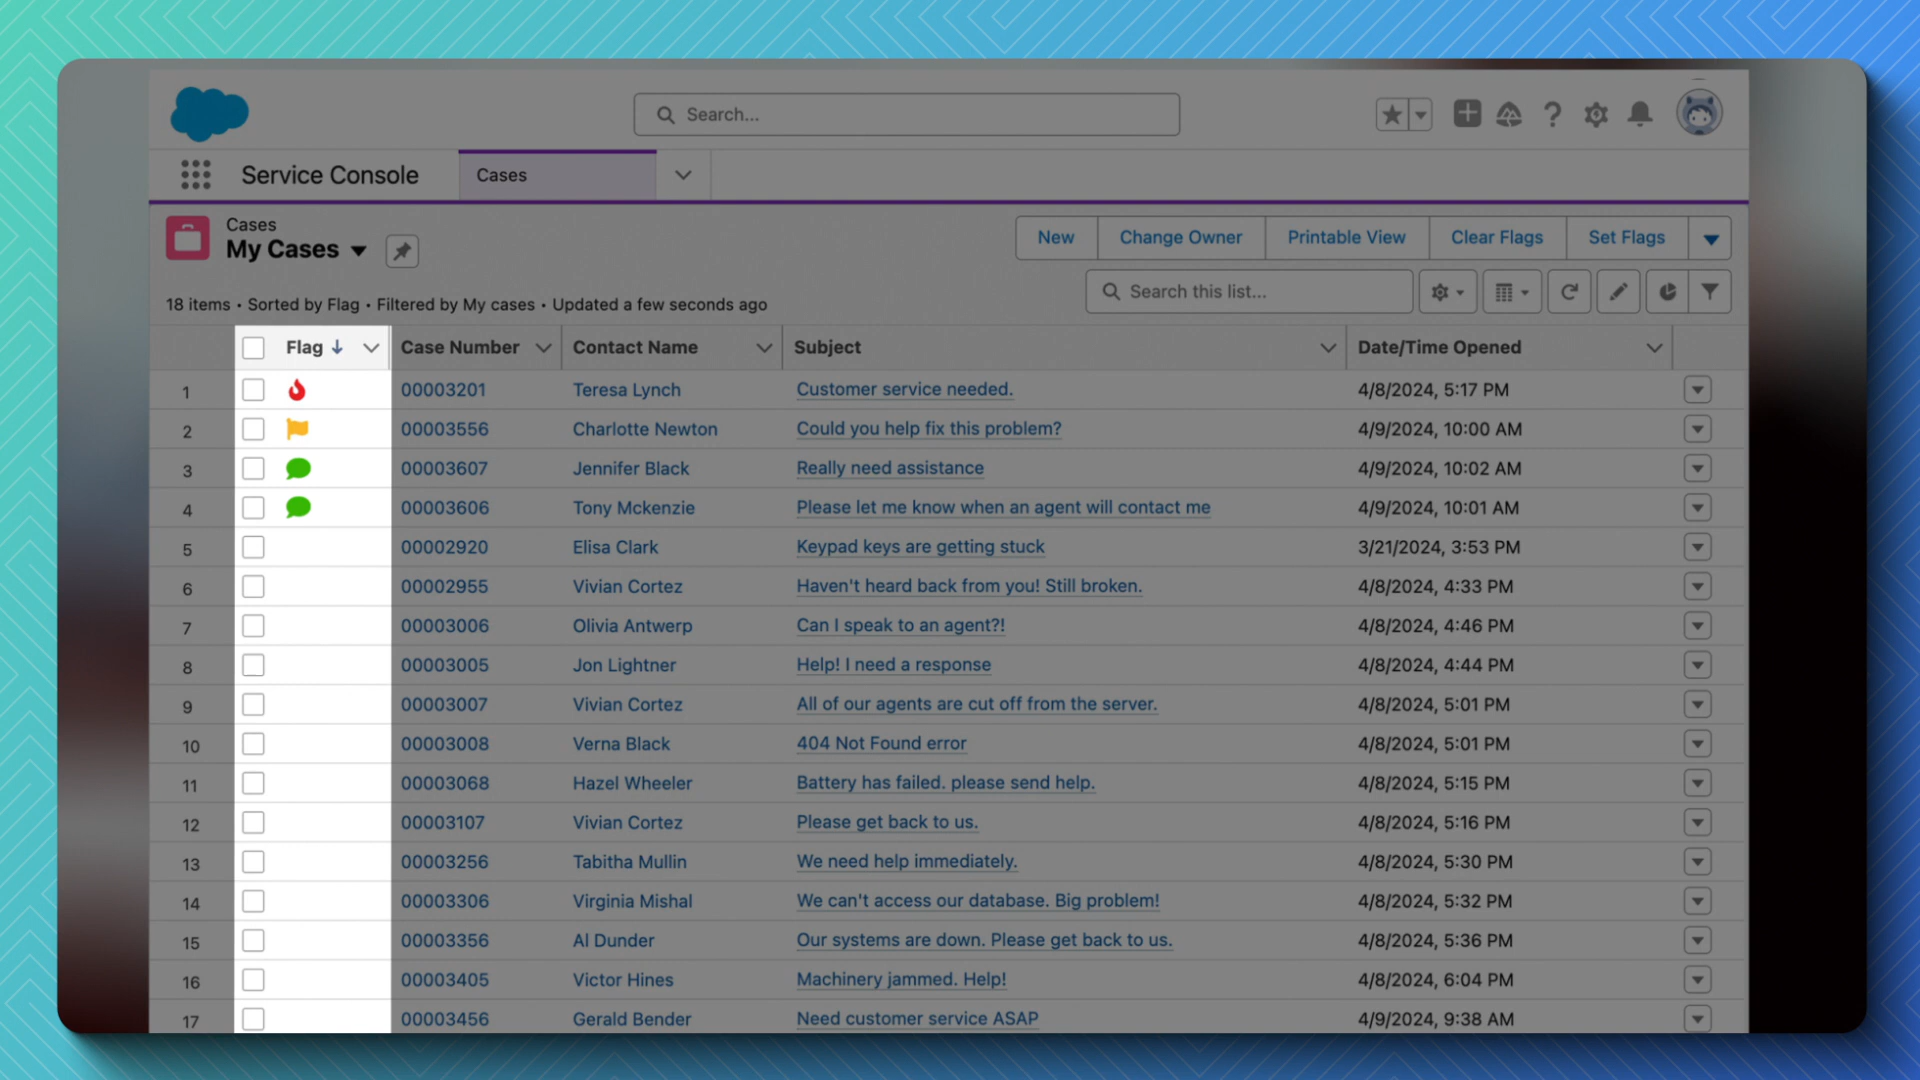 Search...
Service Console
Cases
Cases
My Cases
New Change Owner Printable View Clear Flags Set Flags
18 items • Sorted by Flag • Filtered by My cases • Updated a few seconds ago
Search this list...
Flag Case Number Contact Name Subject Date/Time Opened
1 00003201 Teresa Lynch Customer service needed. 4/8/2024, 5:17 PM
2 00003556 Charlotte Newton Could you help fix this problem? 4/9/2024, 10:00 AM
3 00003607 Jennifer Black Really need assistance 4/9/2024, 10:02 AM
4 00003606 Tony Mckenzie Please let me know when an agent will contact me 4/9/2024, 10:01 AM
5 00002920 Elisa Clark Keypad keys are getting stuck 3/21/2024, 3:53 PM
6 00002955 Vivian Cortez Haven't heard back from you! Still broken. 4/8/2024, 4:33 PM
7 00003006 Olivia Antwerp Can I speak to an agent?! 4/8/2024, 4:46 PM
8 00003005 Jon Lightner Help! I need a response 4/8/2024, 4:44 PM
9 00003007 Vivian Cortez All of our agents are cut off from the server. 4/8/2024, 5:01 PM
10 00003008 Verna Black 404 Not Found error 4/8/2024, 5:01 PM
11 00003068 Hazel Wheeler Battery has failed. please send help. 4/8/2024, 5:15 PM
12 00003107 Vivian Cortez Please get back to us. 4/8/2024, 5:16 PM
13 00003256 Tabitha Mullin We need help immediately. 4/8/2024, 5:30 PM
14 00003306 Virginia Mishal We can't access our database. Big problem! 4/8/2024, 5:32 PM
15 00003356 Al Dunder Our systems are down. Please get back to us. 4/8/2024, 5:36 PM
16 00003405 Victor Hines Machinery jammed. Help! 4/8/2024, 6:04 PM
17 00003456 Gerald Bender Need customer service ASAP 4/9/2024, 9:38 AM